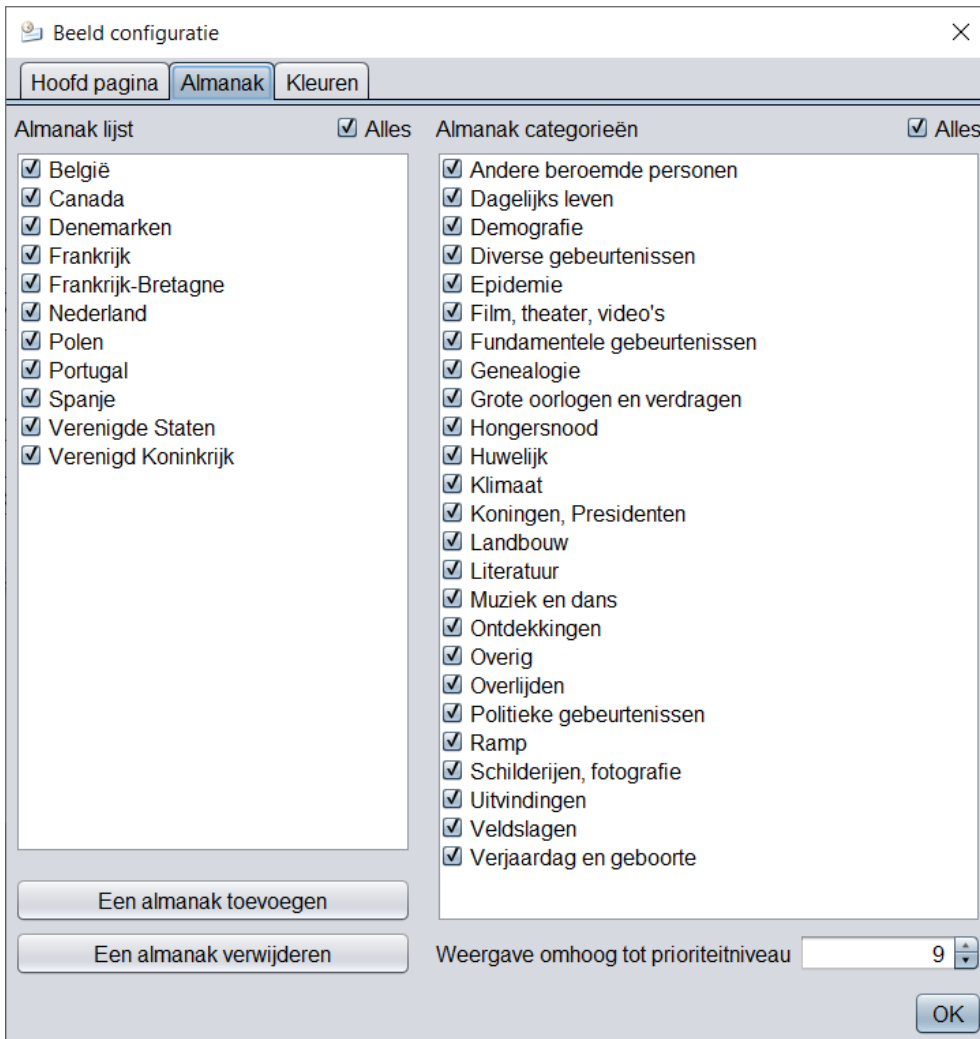 Beeld configuratie
Hoofd pagina Almanak Kleuren
Almanak lijst Alles
België
Canada
Denemarken
Frankrijk
Frankrijk-Bretagne
Nederland
Polen
Portugal
Spanje
Verenigde Staten
Verenigd Koninkrijk
Een almanak toevoegen
Een almanak verwijderen
Almanak categorieën Alles
Andere beroemde personen
Dagelijks leven
Demografie
Diverse gebeurtenissen
Epidemie
Film, theater, video's
Fundamentele gebeurtenissen
Genealogie
Grote oorlogen en verdragen
Hongersnood
Huwelijk
Klimaat
Koningen, Presidenten
Landbouw
Literatuur
Muziek en dans
Ontdekkingen
Overig
Overlijden
Politieke gebeurtenissen
Ramp
Schilderijen, fotografie
Uitvindingen
Veldslagen
Verjaardag en geboorte
Weergave omhoog tot prioriteitniveau 9
OK